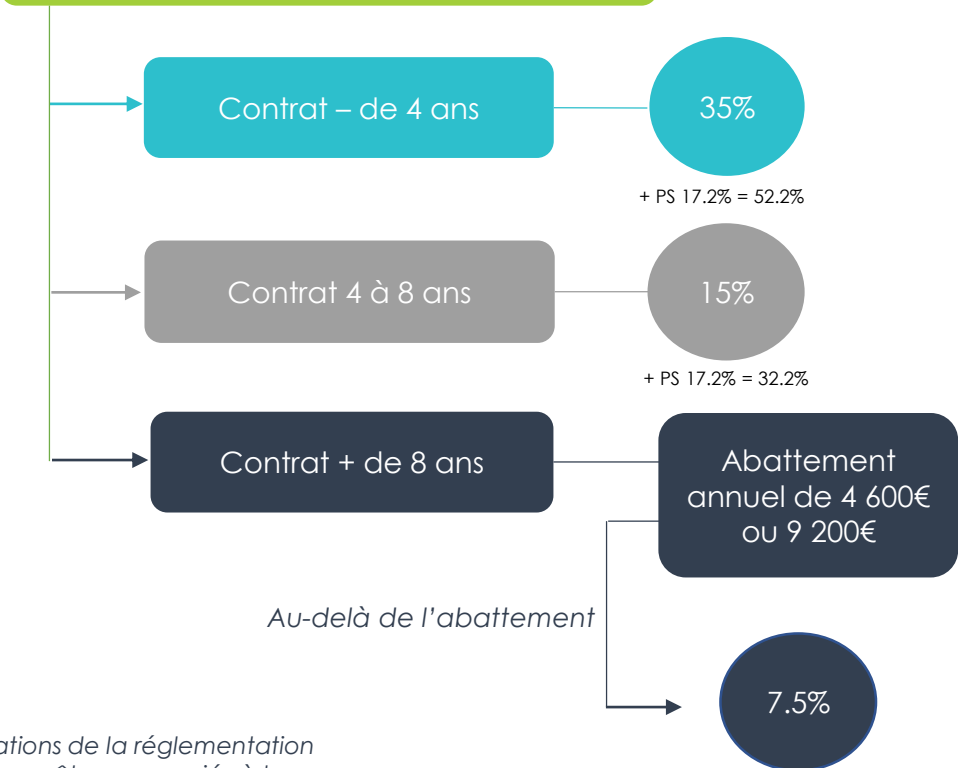 Contrat – de 4 ans
35%
+ PS 17.2% = 52.2%
Contrat 4 à 8 ans
15%
+ PS 17.2% = 32.2%
Contrat + de 8 ans
Abattement
annuel de 4 600€
ou 9 200€
Au-delà de l’abattement
7.5%
ations de la réglementation